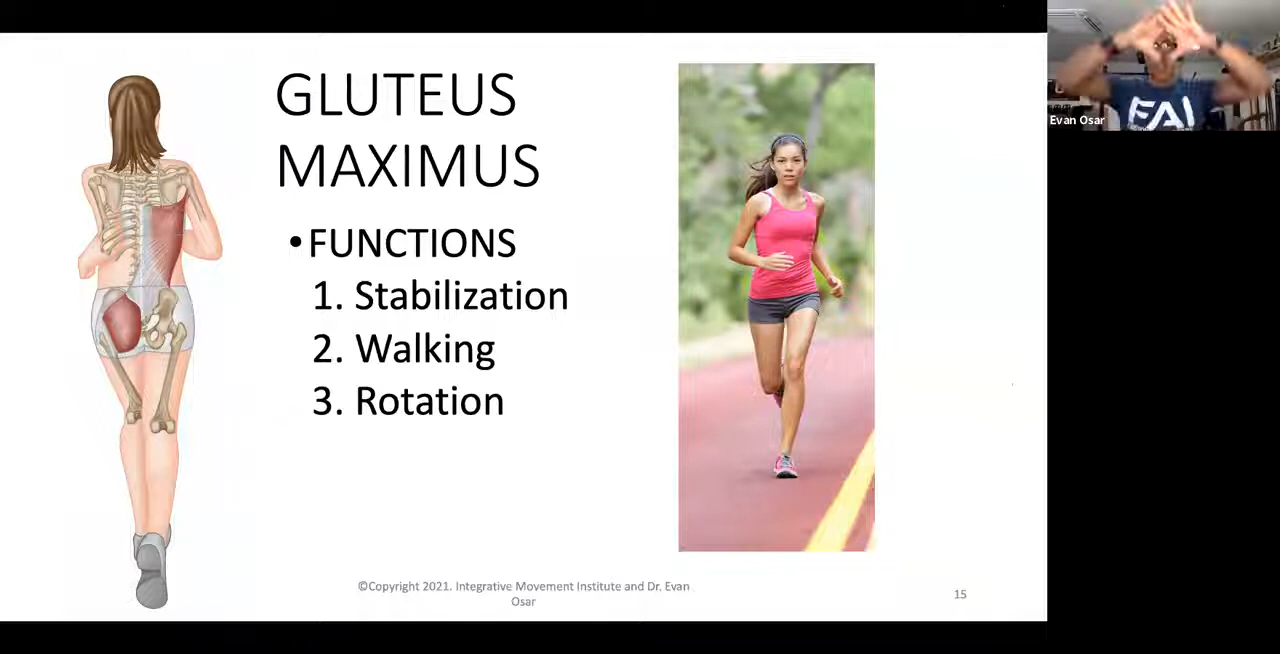 GLUTEUS
MAXIMUS
•FUNCTIONS
1. Stabilization
2. Walking
3. Rotation
©Copyright 2021. Integrative Movement Institute and Dr. Evan
Osar
15
FAI
Evan Osar